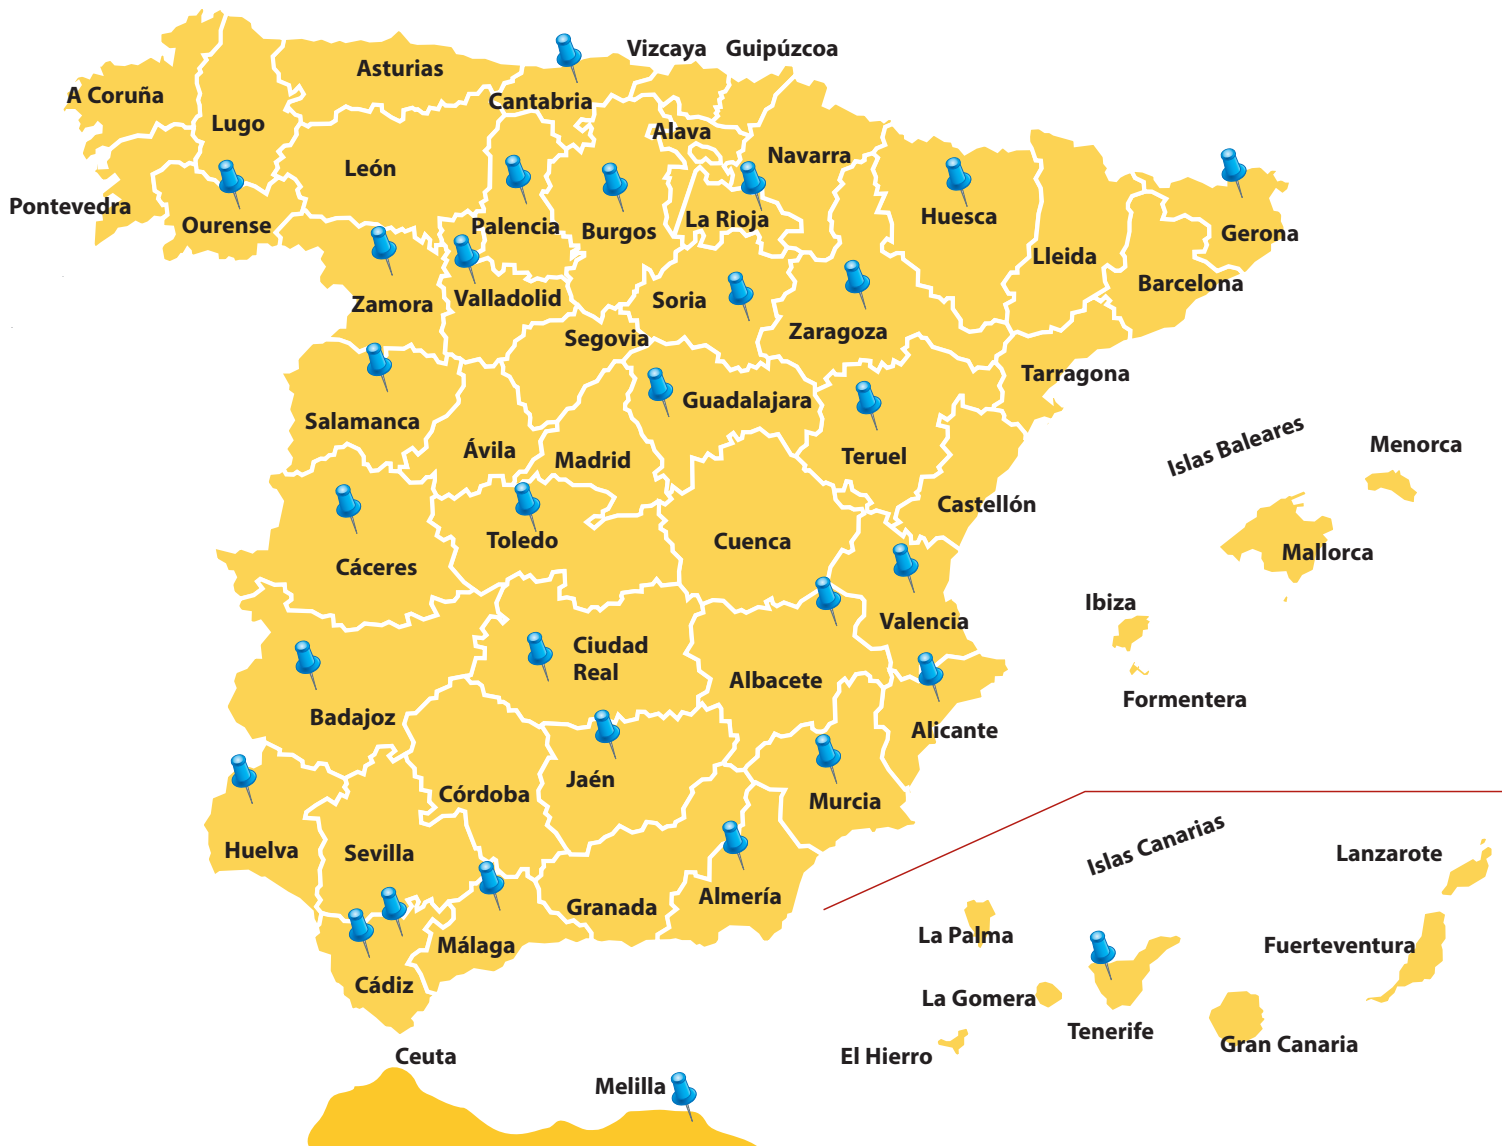 Vizcaya
Guipúzcoa
Asturias
A Coruña
Cantabria
Lugo
Alava
Navarra
León
Pontevedra
Ourense
Palencia
Burgos
La Rioja
Huesca
Gerona
Lleida
Barcelona
Zamora
Valladolid
Soria
Zaragoza
Segovia
Tarragona
Guadalajara
Salamanca
Ávila
Madrid
Teruel
Islas Baleares
Menorca
Castellón
Toledo
Cuenca
Mallorca
Cáceres
Ibiza
Valencia
Ciudad
Real
Albacete
Formentera
Badajoz
Alicante
Jaén
Córdoba
Murcia
Huelva
Sevilla
Islas Canarias
Lanzarote
Almería
Granada
La Palma
Málaga
Fuerteventura
Cádiz
La Gomera
Tenerife
Gran Canaria
El Hierro
Ceuta
Melilla